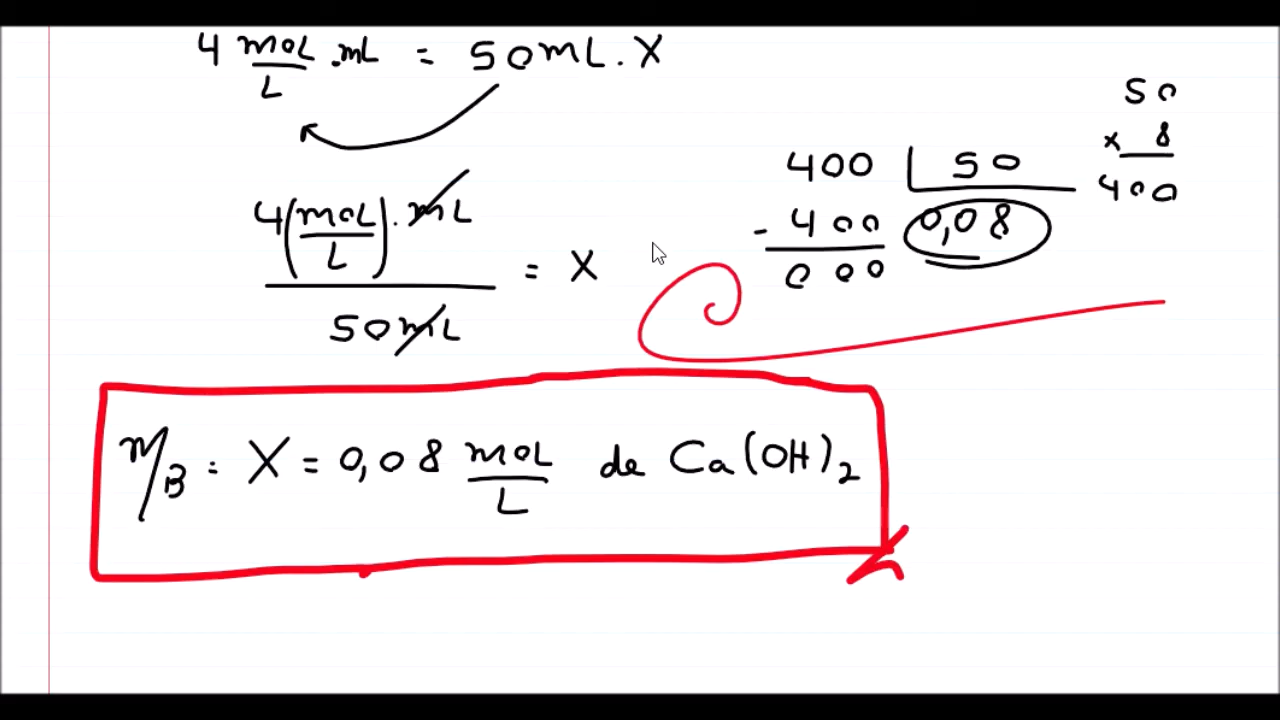 4 mol/L . mL = 50 mL . X
4 (mol/L) . mL / 50 mL = X
400 | 50
- 400 0,08
000
50
x 8
400
M/B = X = 0,08 mol/L de Ca(OH)2